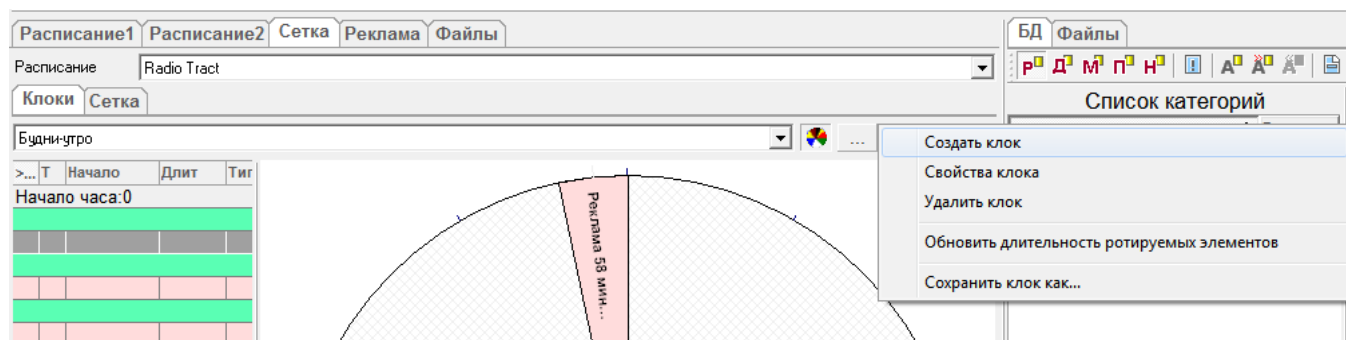 Расписание1 Расписание2 Сетка Реклама Файлы
БД Файлы
Расписание Radio Tract
Р Д М П Н А А А
Клоки Сетка
Список категорий
Будни-утро ...
Создать клок
Свойства клока
Удалить клок
Обновить длительность ротируемых элементов
Сохранить клок как...
>... Т Начало Длит Тип
Начало часа:0
Реклама 58 мин...